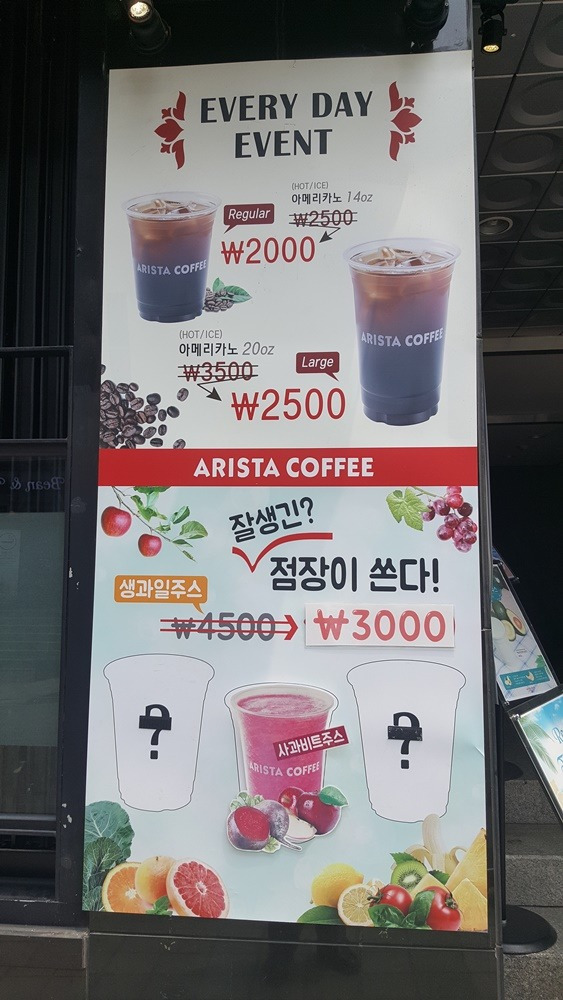 EVERY DAY
EVENT
(HOT/ICE)
아메리카노 14oz
₩2500
Regular
₩2000
ARISTA COFFEE
ARISTA COFFEE
(HOT/ICE)
아메리카노 20oz
₩3500
Large
₩2500
ARISTA COFFEE
잘생긴?
점장이 쏜다!
생과일주스
₩4500
₩3000
?
?
사과비트주스
ARISTA COFFEE
Bean &